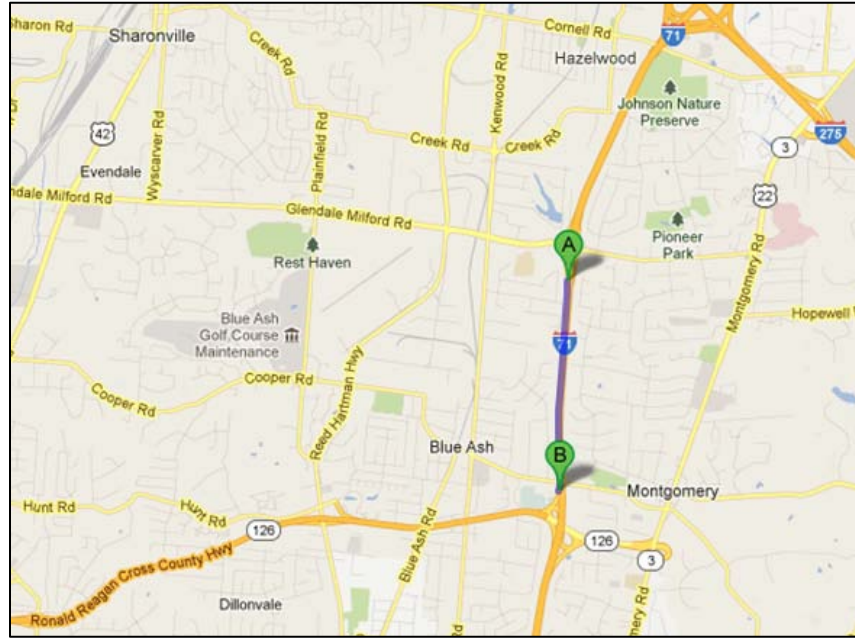 Sharon Rd
Sharonville
Creek Rd
Cornell Rd
71
Hazelwood
Kenwood Rd
Johnson Nature
Preserve
42
Wyscarver Rd
Plainfield Rd
Creek Rd
Creek Rd
275
3
Evendale
22
ndale Milford Rd
Glendale Milford Rd
A
Pioneer
Park
Rest Haven
Montgomery Rd
Blue Ash
Golf Course
Maintenance
Hopewell
71
Reed Hartman Hwy
Cooper Rd
Cooper Rd
Blue Ash
B
Montgomery
Hunt Rd
Hunt Rd
126
Blue Ash Rd
126
3
Ronald Reagan Cross County Hwy
Dillonvale
gomery Rd